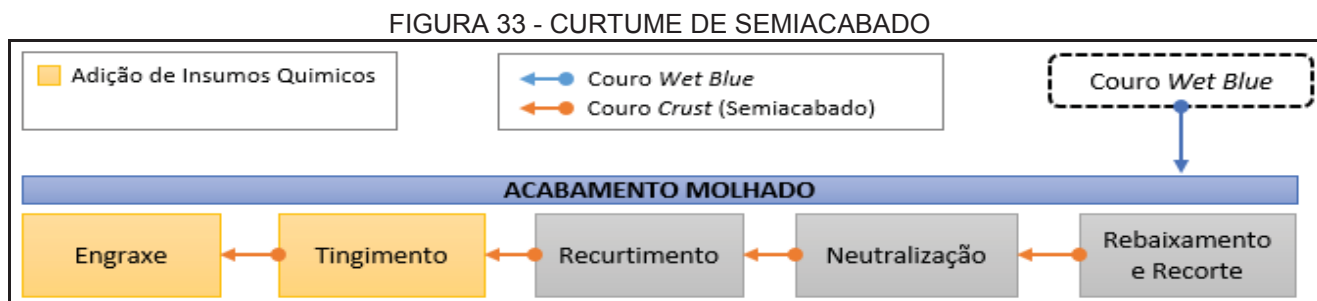 FIGURA 33 - CURTUME DE SEMIACABADO
Adição de Insumos Quimicos
Couro Wet Blue
Couro Crust (Semiacabado)
Couro Wet Blue
ACABAMENTO MOLHADO
Engraxe
Tingimento
Recurtimento
Neutralização
Rebaixamento
e Recorte